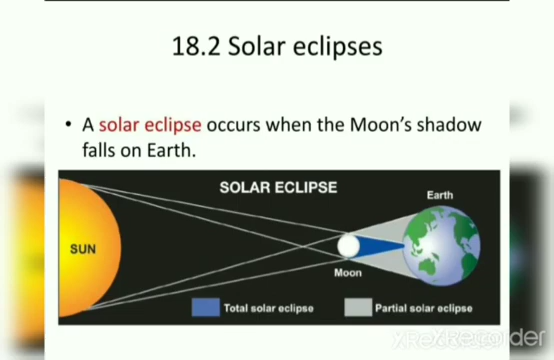 18.2 Solar eclipses
• A solar eclipse occurs when the Moon's shadow
falls on Earth.
SOLAR ECLIPSE
Earth
SUN
Moon
Total solar eclipse
Partial solar eclipse